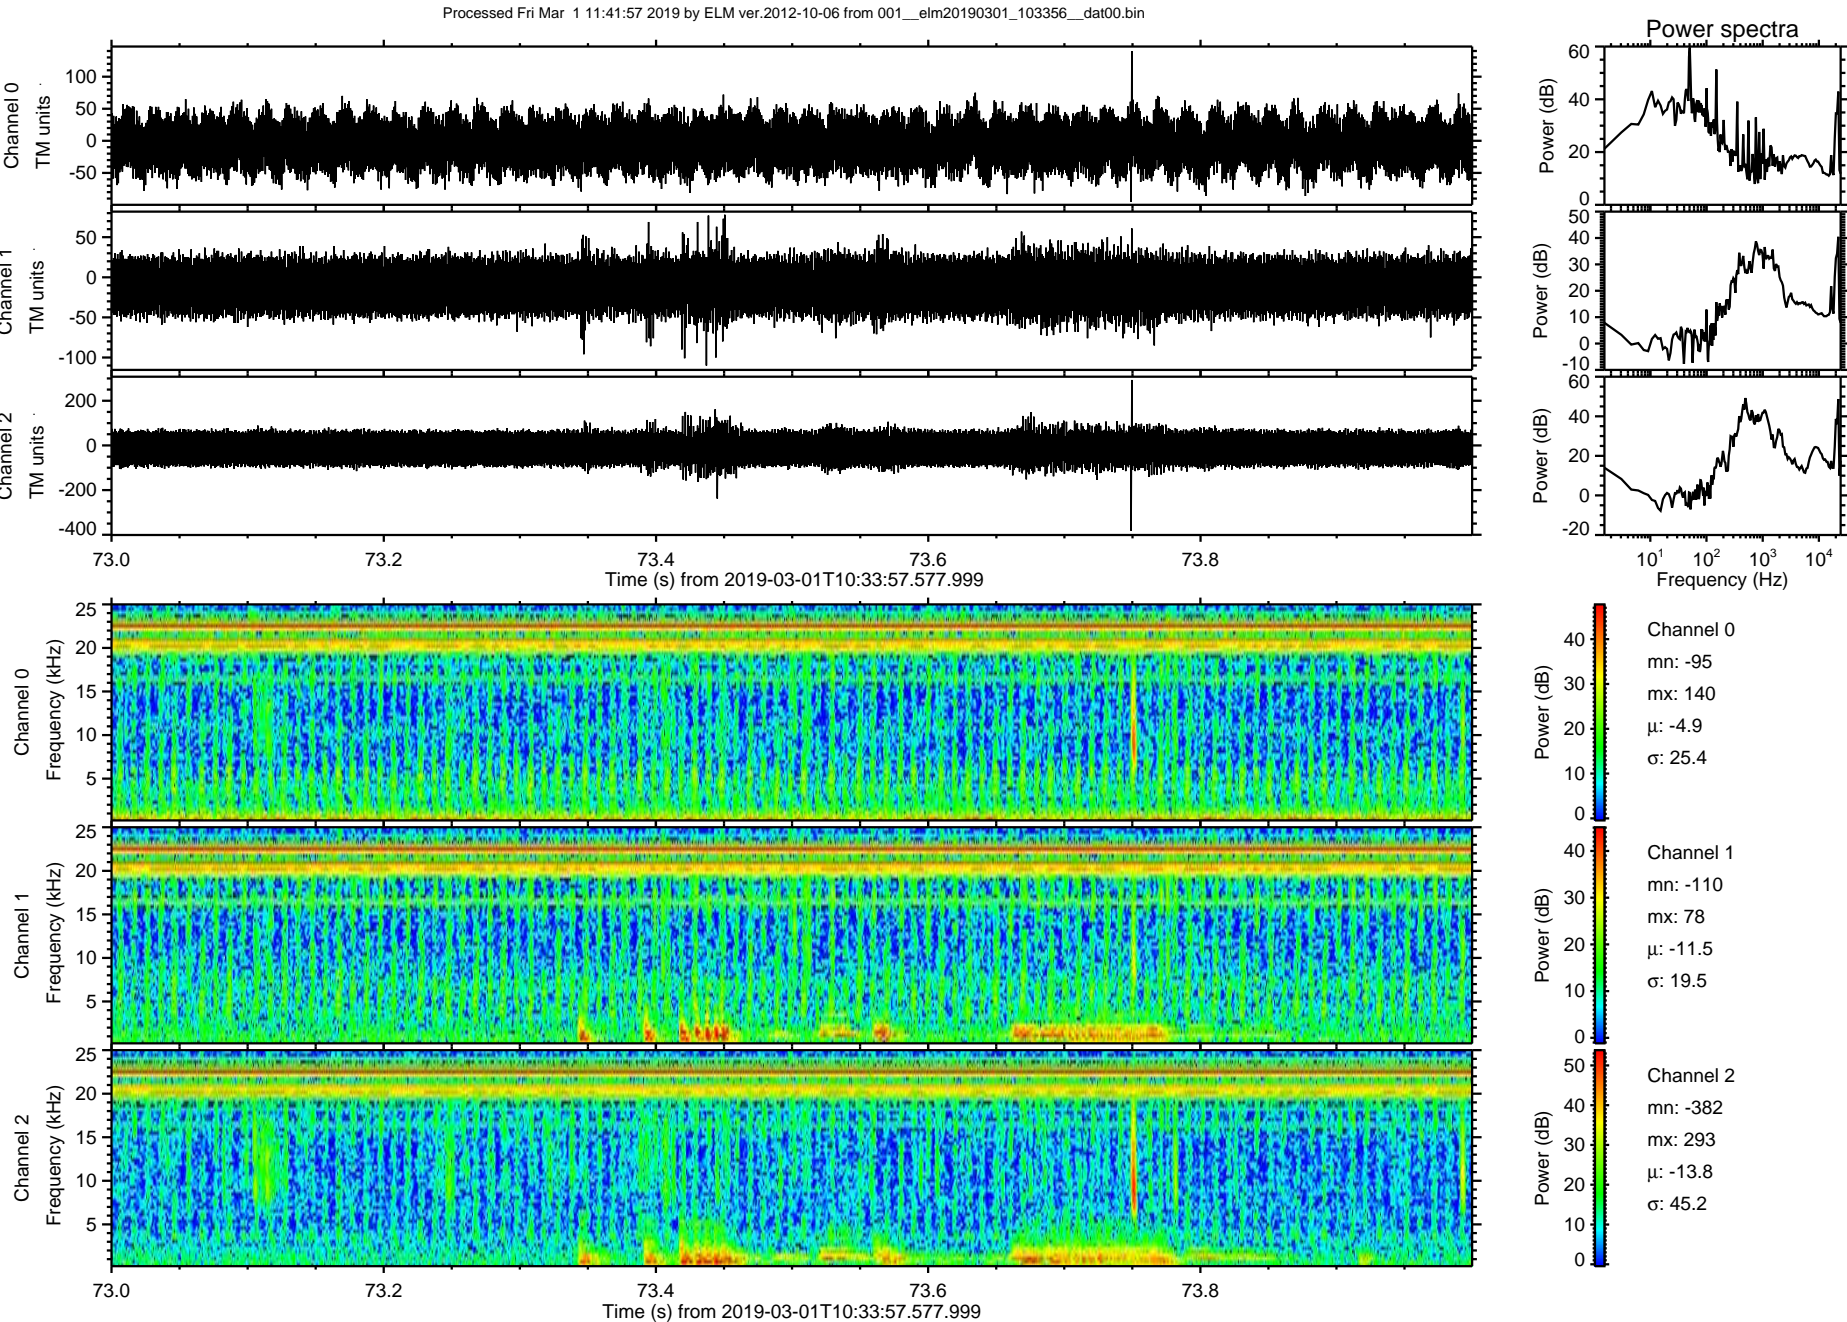 Processed Fri Mar 1 11:41:57 2019 by ELM ver.2012-10-06 from 001__elm20190301_103356__dat00.bin
Power spectra
Channel 0
TM units
100
50
0
-50
Power (dB)
60
40
20
0
Channel 1
TM units
50
0
-50
-100
Power (dB)
50
40
30
20
10
0
-10
Channel 2
TM units
200
0
-200
-400
Power (dB)
60
40
20
0
-20
73.0 73.2 73.4 73.6 73.8
Time (s) from 2019-03-01T10:33:57.577.999
10^1 10^2 10^3 10^4
Frequency (Hz)
Channel 0
Frequency (kHz)
25
20
15
10
5
Power (dB)
40
30
20
10
0
Channel 0
mn: -95
mx: 140
μ: -4.9
σ: 25.4
Channel 1
Frequency (kHz)
25
20
15
10
5
Power (dB)
40
30
20
10
0
Channel 1
mn: -110
mx: 78
μ: -11.5
σ: 19.5
Channel 2
Frequency (kHz)
25
20
15
10
5
Power (dB)
50
40
30
20
10
0
Channel 2
mn: -382
mx: 293
μ: -13.8
σ: 45.2
73.0 73.2 73.4 73.6 73.8
Time (s) from 2019-03-01T10:33:57.577.999